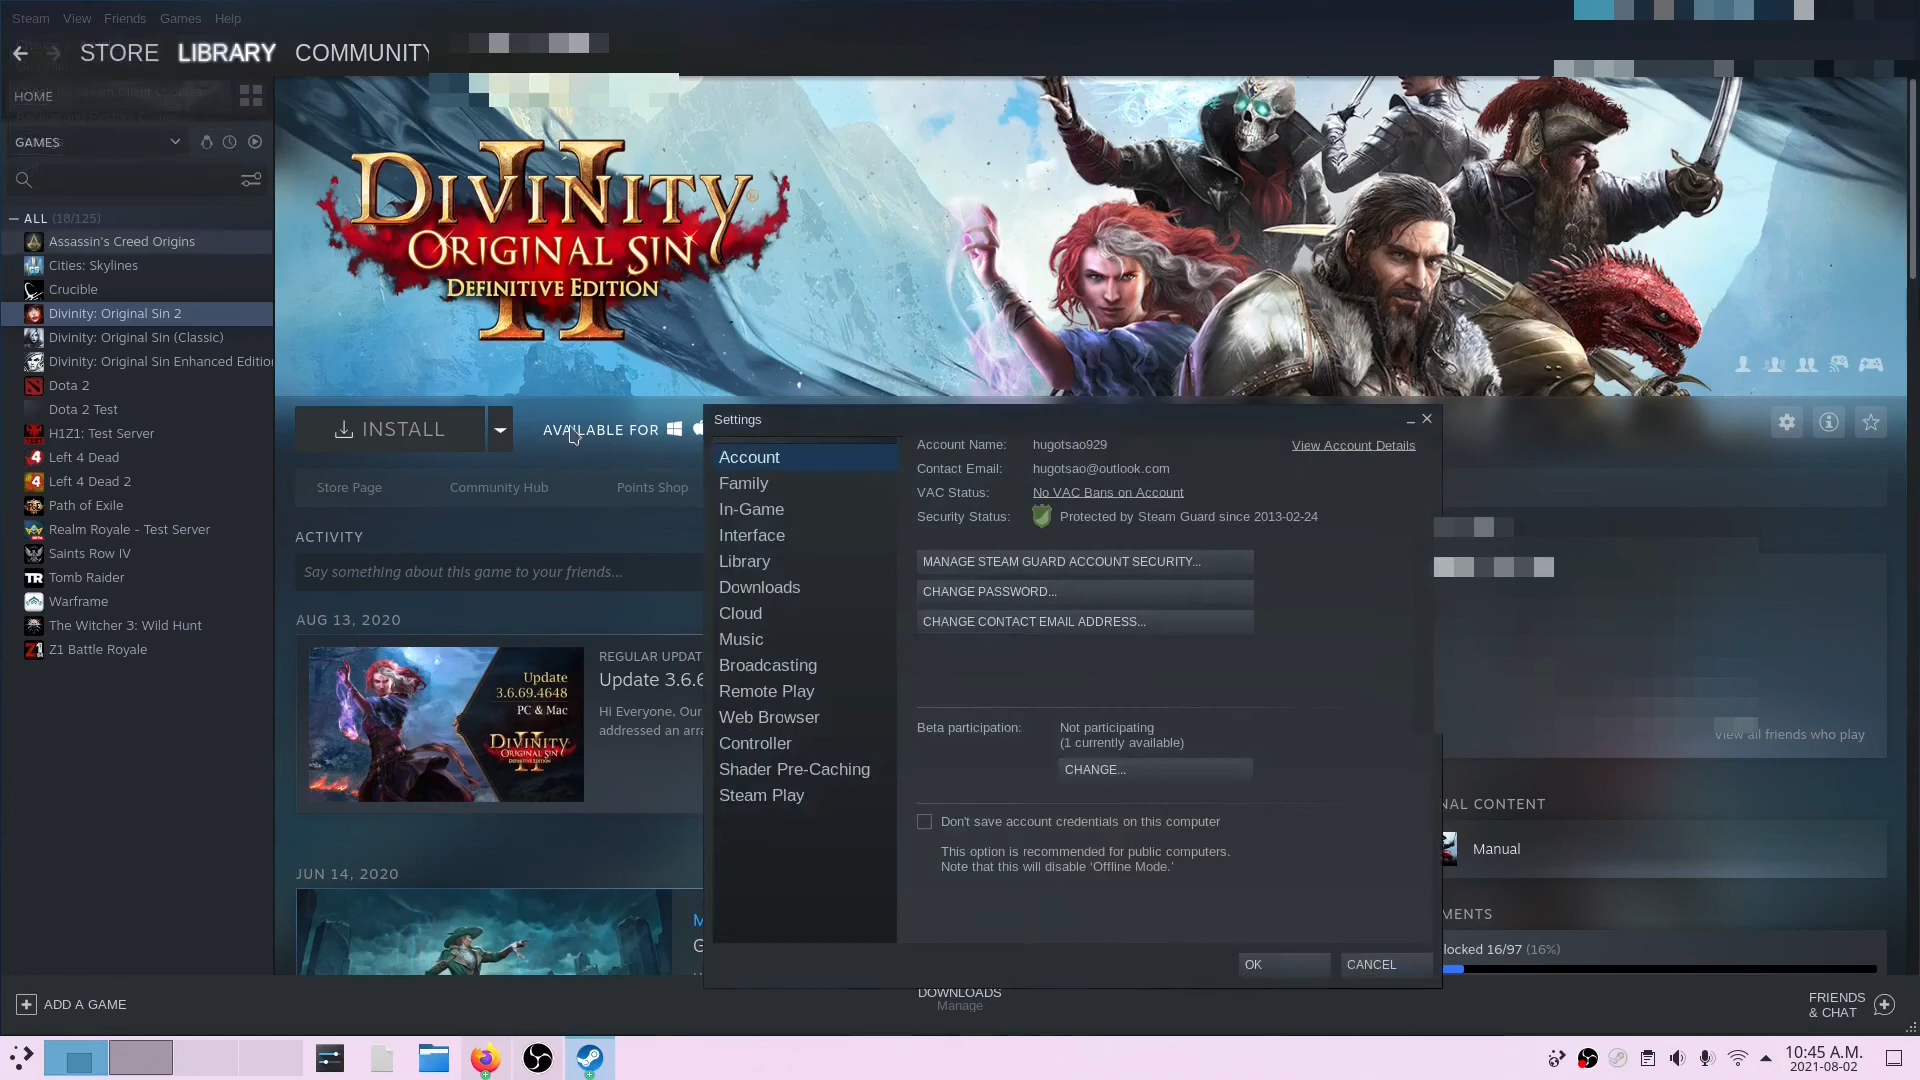 Steam View Friends Games Help
STORE LIBRARY COMMUNITY
HOME
GAMES
ALL (18/125)
Assassin's Creed Origins
Cities: Skylines
Crucible
Divinity: Original Sin 2
Divinity: Original Sin (Classic)
Divinity: Original Sin Enhanced Edition
Dota 2
Dota 2 Test
H1Z1: Test Server
Left 4 Dead
Left 4 Dead 2
Path of Exile
Realm Royale - Test Server
Saints Row IV
Tomb Raider
Warframe
The Witcher 3: Wild Hunt
Z1 Battle Royale
ADD A GAME
II
DIVINITY
ORIGINAL SIN
DEFINITIVE EDITION
INSTALL
AVAILABLE FOR
Store Page Community Hub Points Shop
ACTIVITY
Say something about this game to your friends...
AUG 13, 2020
Update
3.6.69.4648
PC & Mac
DIVINITY
ORIGINAL SIN
II
REGULAR UPDAT
Update 3.6.6
Hi Everyone, Our
addressed an arra
JUN 14, 2020
M
G
Settings
Account
Family
In-Game
Interface
Library
Downloads
Cloud
Music
Broadcasting
Remote Play
Web Browser
Controller
Shader Pre-Caching
Steam Play
Account Name: hugotsao929 View Account Details
Contact Email: hugotsao@outlook.com
VAC Status: No VAC Bans on Account
Security Status: Protected by Steam Guard since 2013-02-24
MANAGE STEAM GUARD ACCOUNT SECURITY...
CHANGE PASSWORD...
CHANGE CONTACT EMAIL ADDRESS...
Beta participation: Not participating
(1 currently available)
CHANGE...
Don't save account credentials on this computer
This option is recommended for public computers.
Note that this will disable 'Offline Mode.'
OK CANCEL
View all friends who play
NAL CONTENT
Manual
MENTS
locked 16/97 (16%)
DOWNLOADS
Manage
FRIENDS
& CHAT
10:45 A.M.
2021-08-02